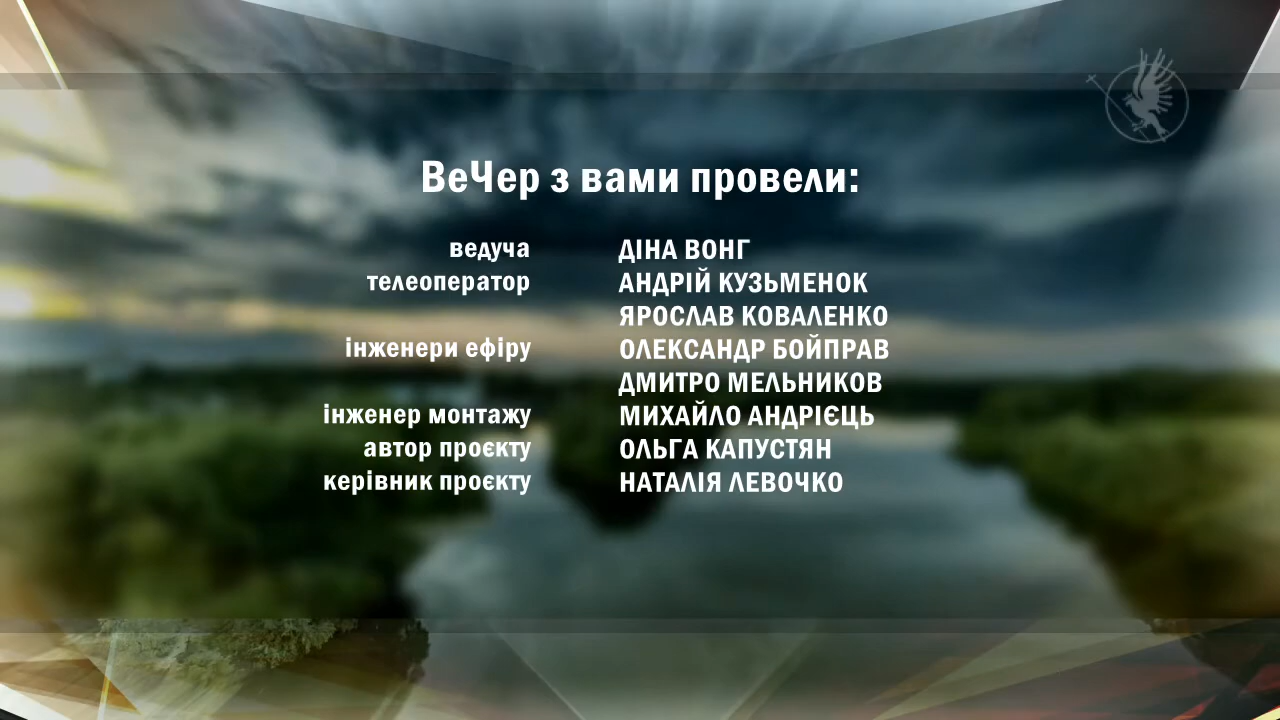 ВеЧер з вами провели:
ведуча ДІНА ВОНГ
телеоператор АНДРІЙ КУЗЬМЕНОК
ЯРОСЛАВ КОВАЛЕНКО
інженери ефіру ОЛЕКСАНДР БОЙПРАВ
ДМИТРО МЕЛЬНИКОВ
інженер монтажу МИХАЙЛО АНДРІЄЦЬ
автор проєкту ОЛЬГА КАПУСТЯН
керівник проєкту НАТАЛІЯ ЛЕВОЧКО